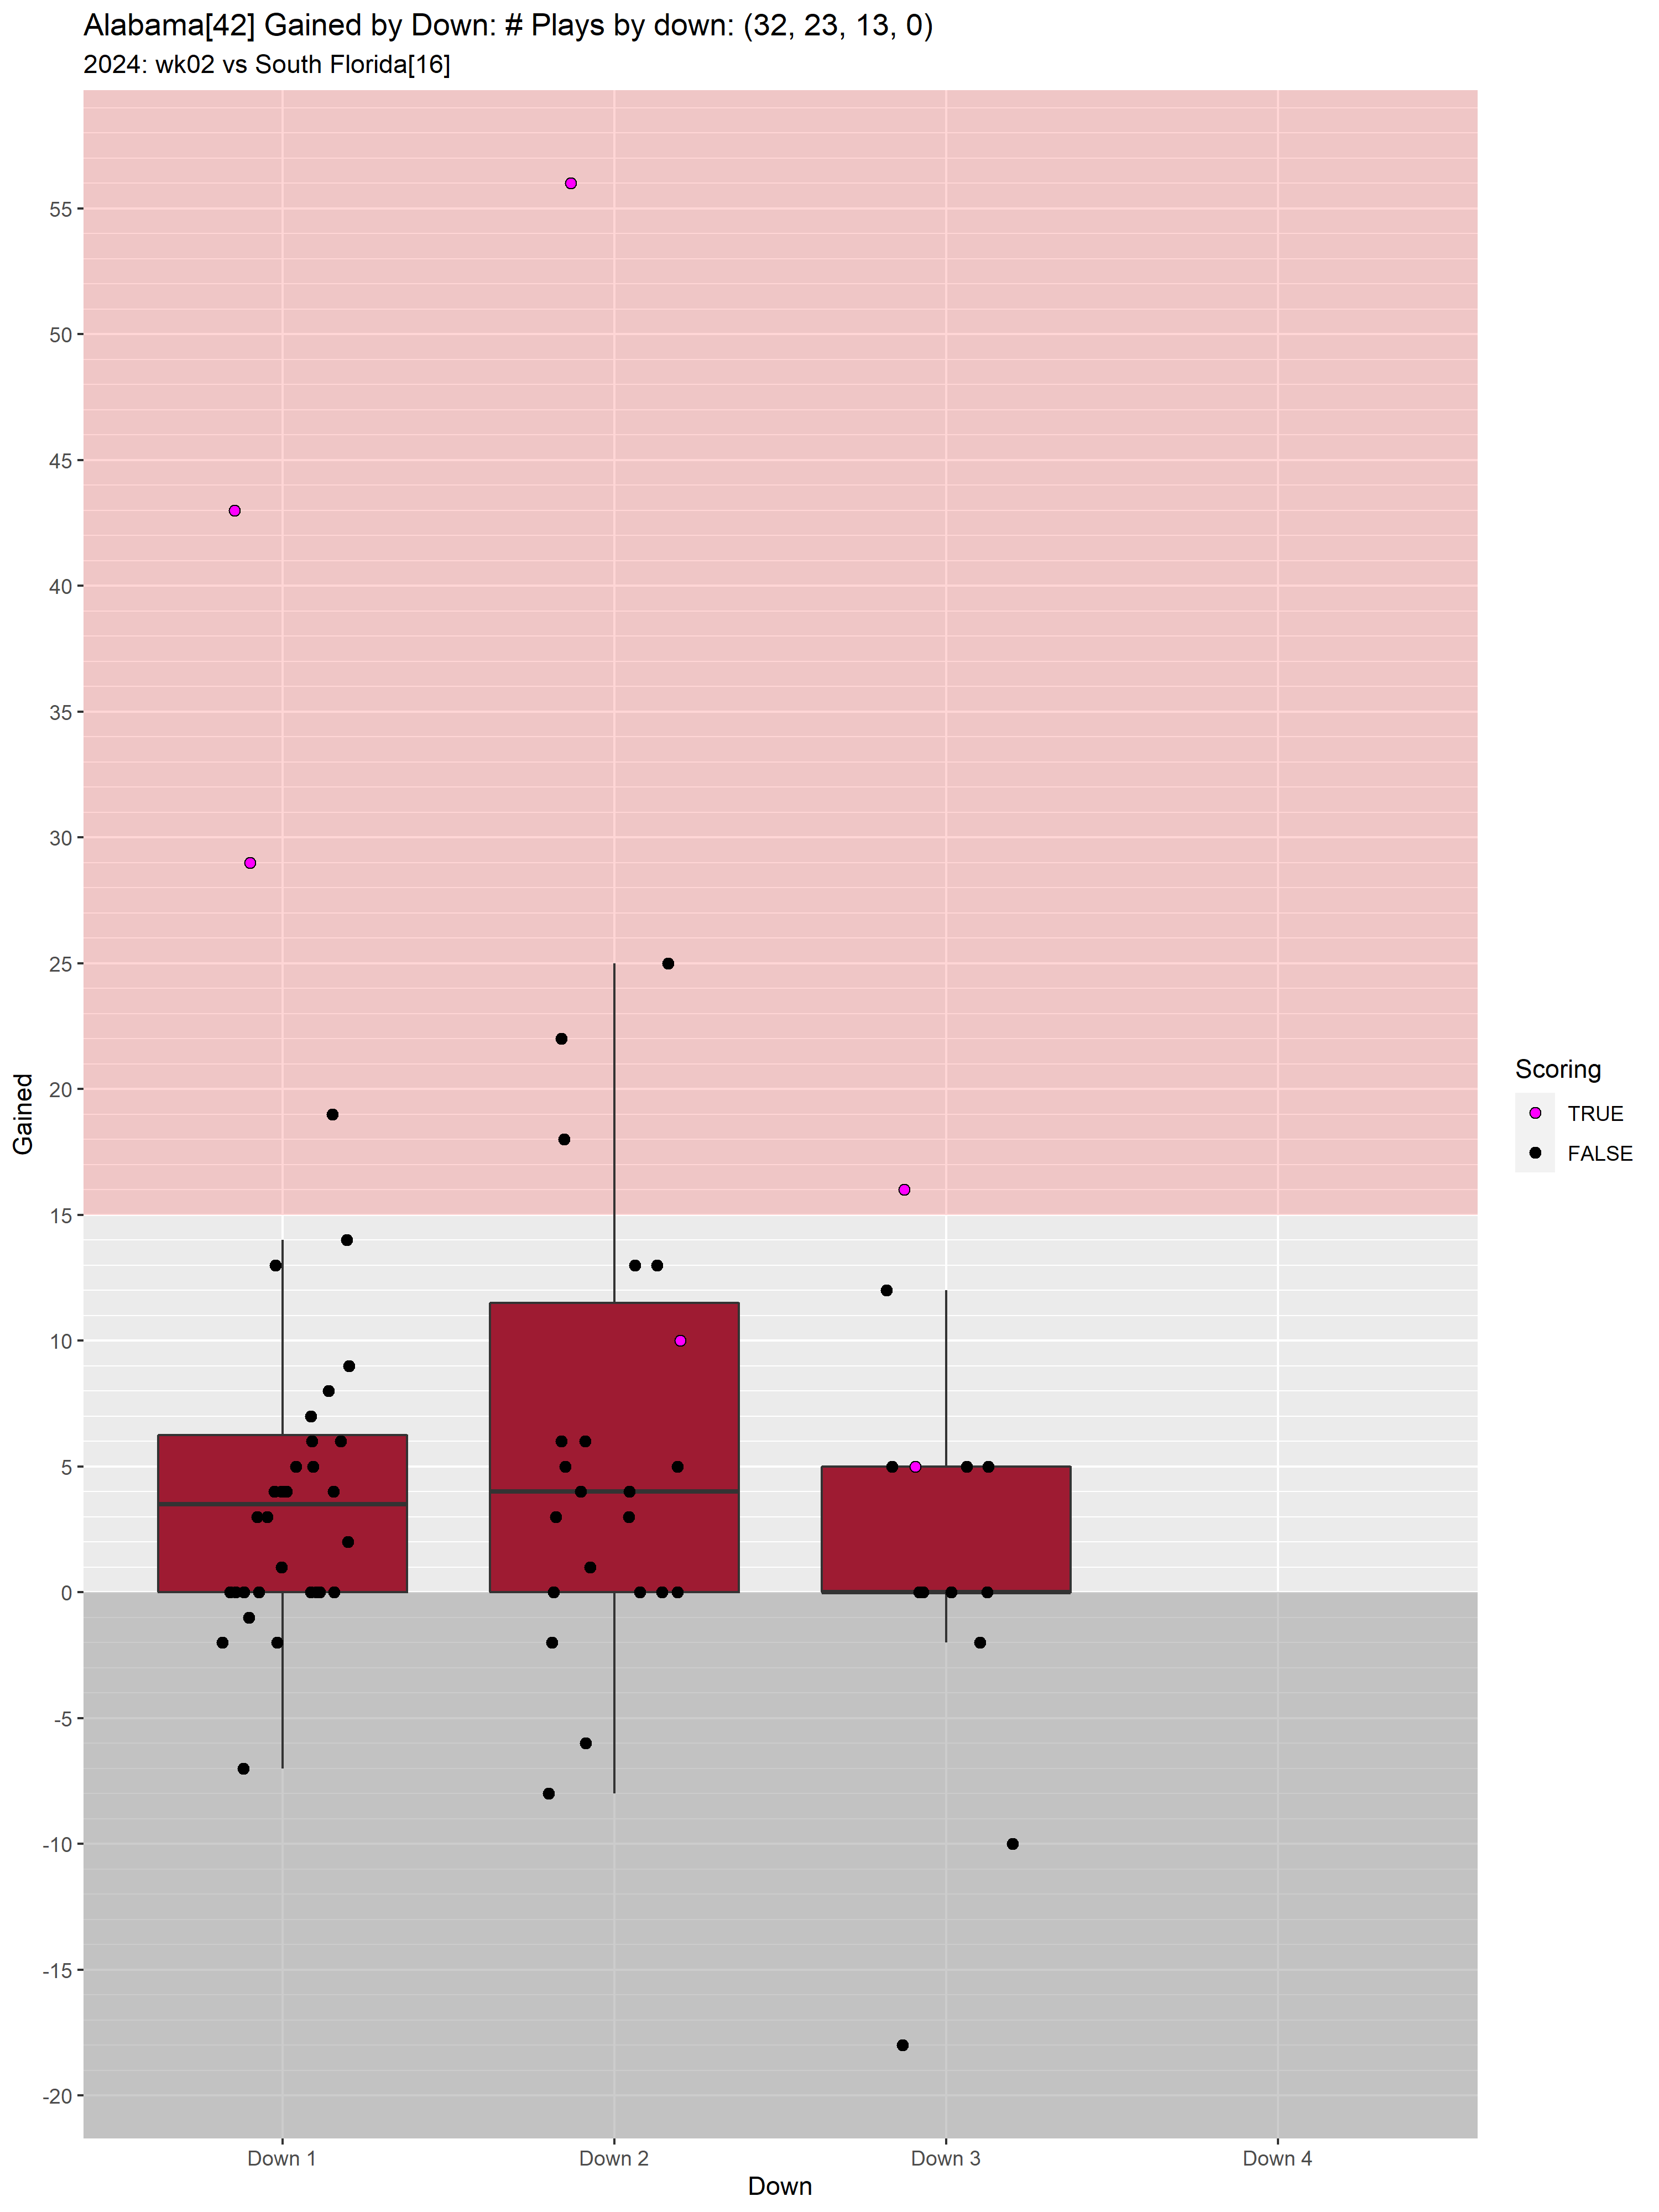 Alabama[42] Gained by Down: # Plays by down: (32, 23, 13, 0)
2024: wk02 vs South Florida[16]
Gained
55
50
45
40
35
30
25
20
15
10
5
0
-5
-10
-15
-20
Down 1
Down 2
Down 3
Down 4
Down
Scoring
TRUE
FALSE